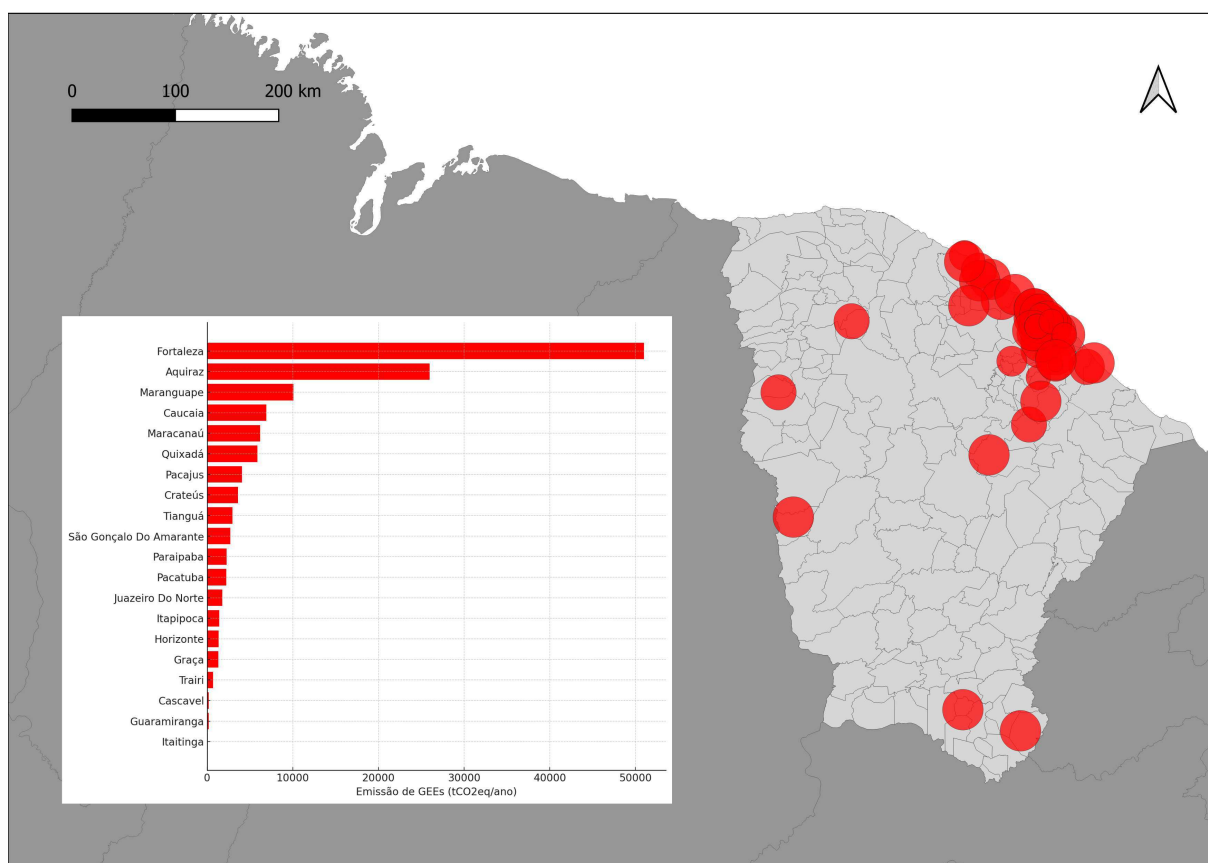 0 100 200 km
Fortaleza
Aquiraz
Maranguape
Caucaia
Maracanaú
Quixadá
Pacajus
Crateús
Tianguá
São Gonçalo Do Amarante
Paraipaba
Pacatuba
Juazeiro Do Norte
Itapipoca
Horizonte
Graça
Trairi
Cascavel
Guaramiranga
Itaitinga
0 10000 20000 30000 40000 50000
Emissão de GEEs (tCO2eq/ano)